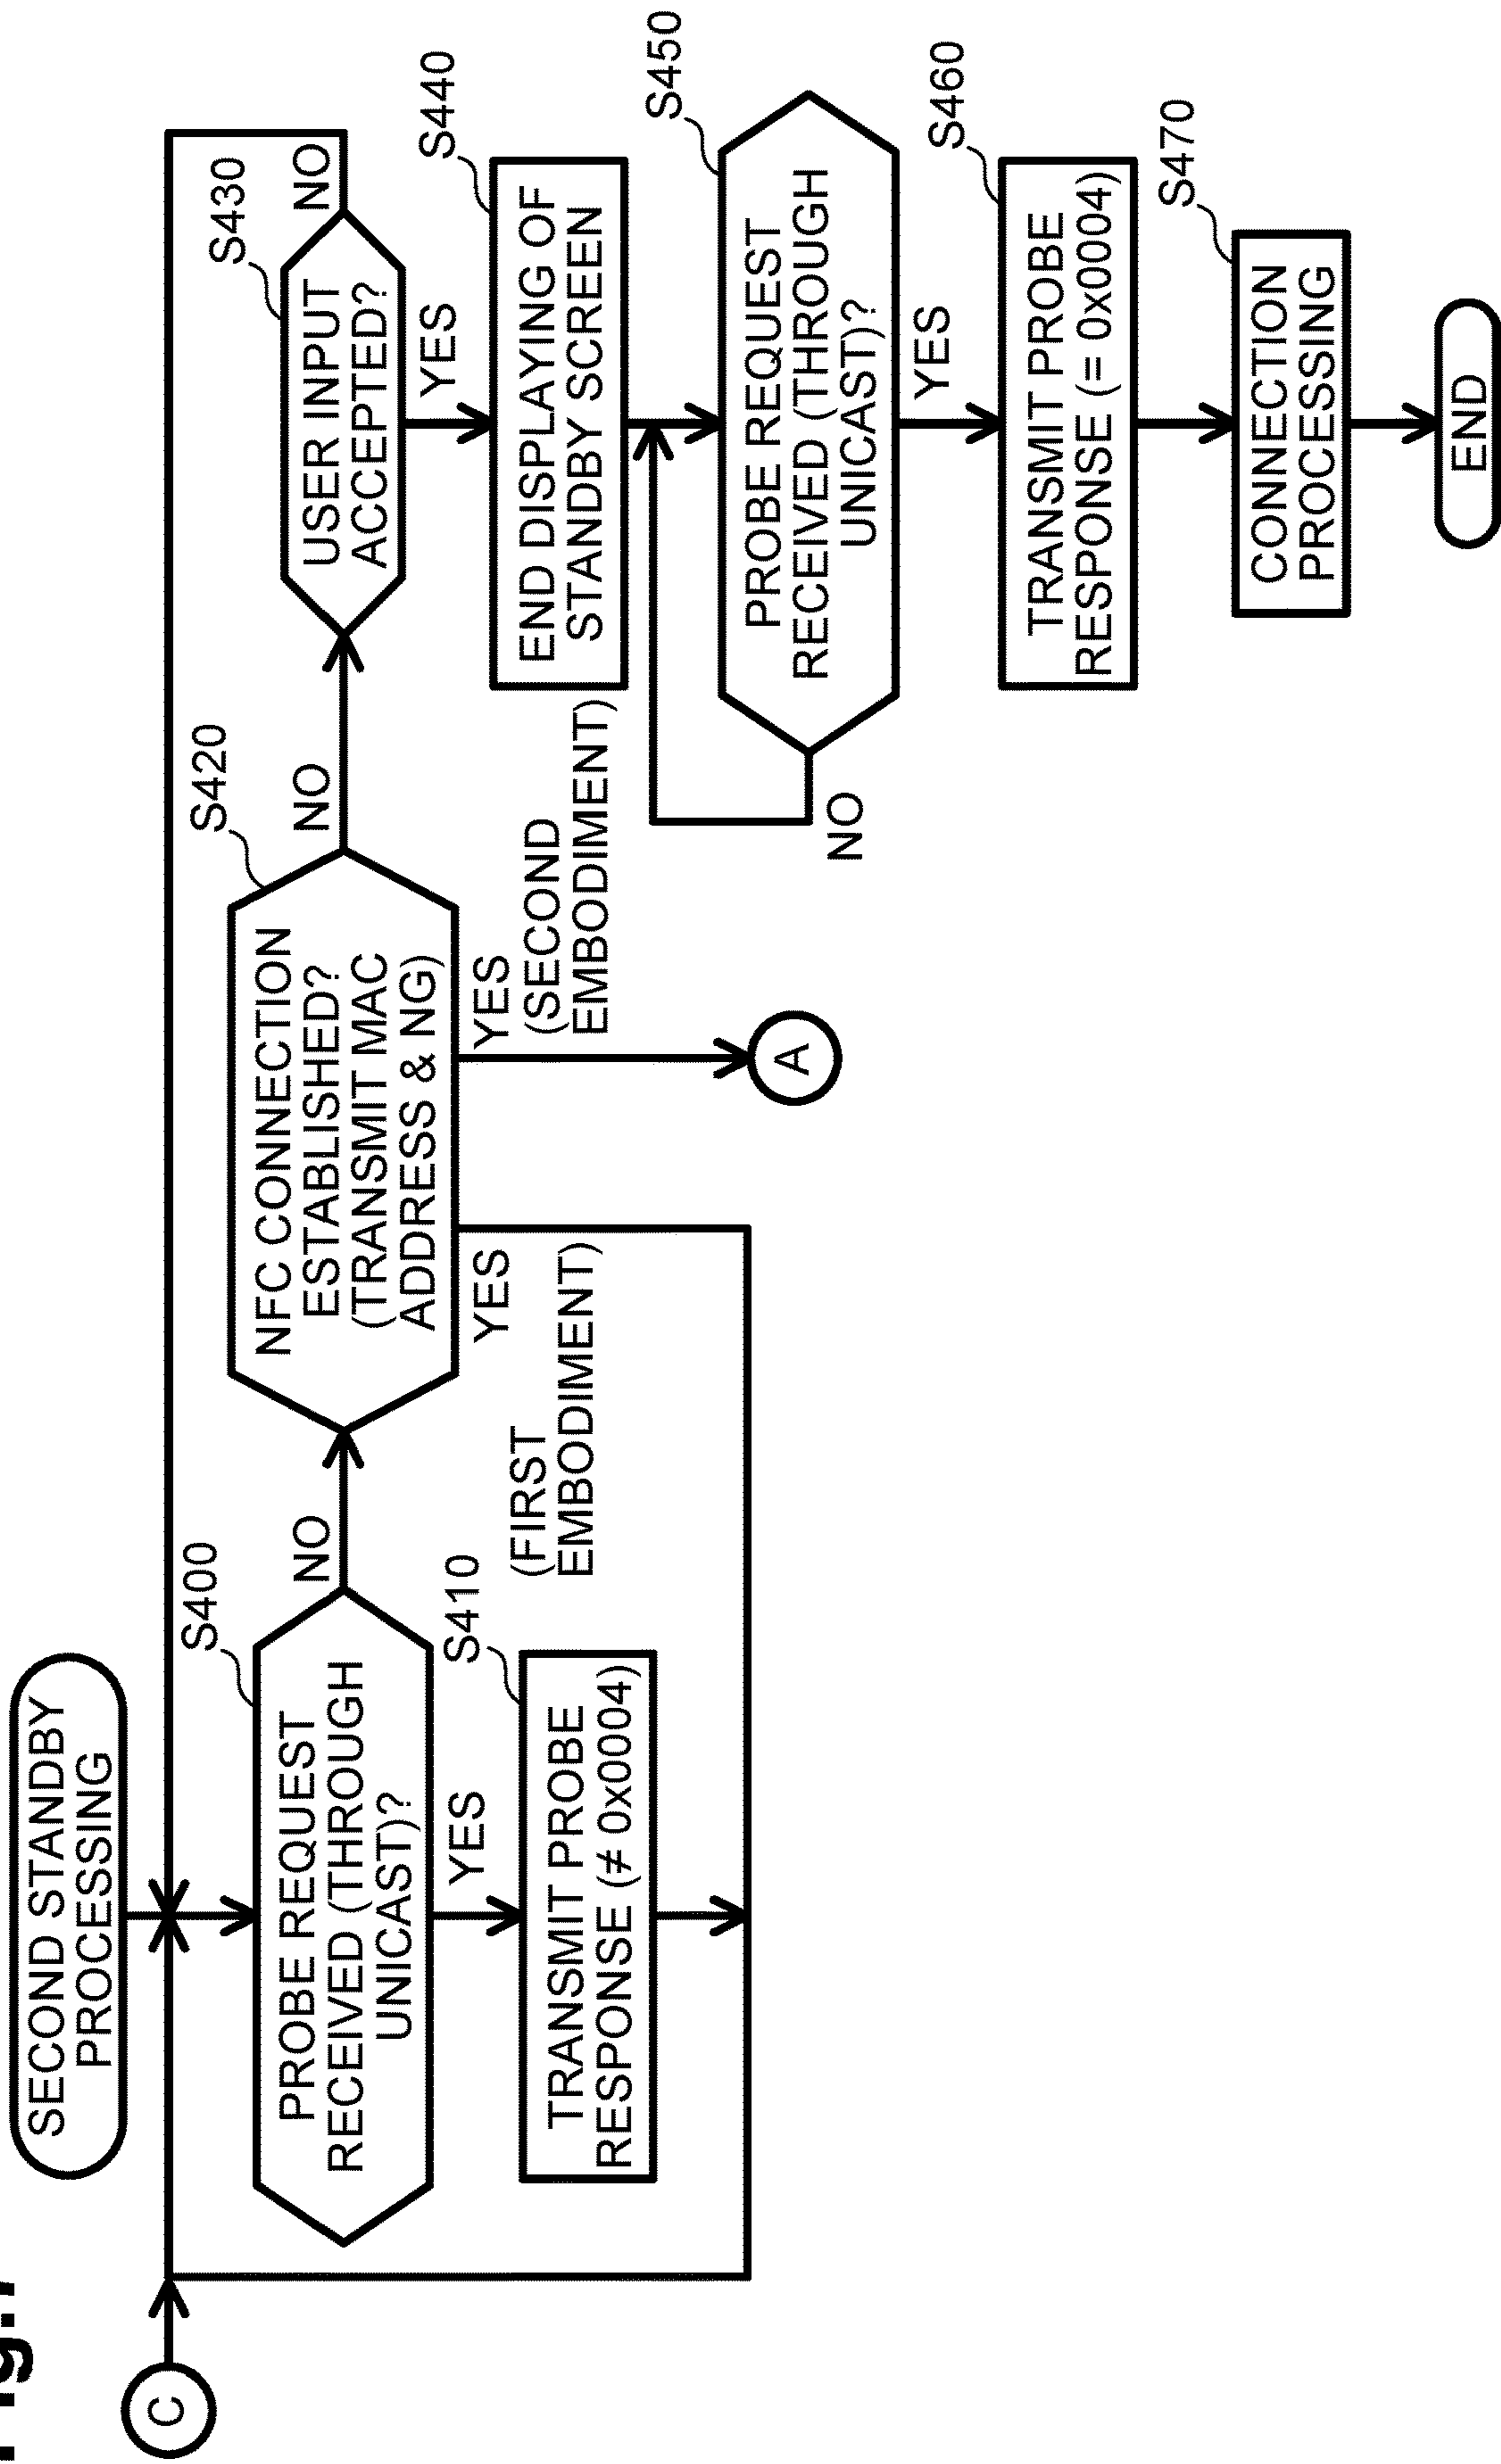 SECOND STANDBY
PROCESSING
C
S400
PROBE REQUEST
RECEIVED (THROUGH
UNICAST)?
NO
YES
S410
TRANSMIT PROBE
RESPONSE (≠ 0x0004)
S420
NFC CONNECTION
ESTABLISHED?
(TRANSMIT MAC
ADDRESS & NG)
NO
YES
(FIRST
EMBODIMENT)
YES
(SECOND
EMBODIMENT)
A
S430
USER INPUT
ACCEPTED?
NO
YES
S440
END DISPLAYING OF
STANDBY SCREEN
S450
PROBE REQUEST
RECEIVED (THROUGH
UNICAST)?
NO
YES
S460
TRANSMIT PROBE
RESPONSE (= 0x0004)
S470
CONNECTION
PROCESSING
END